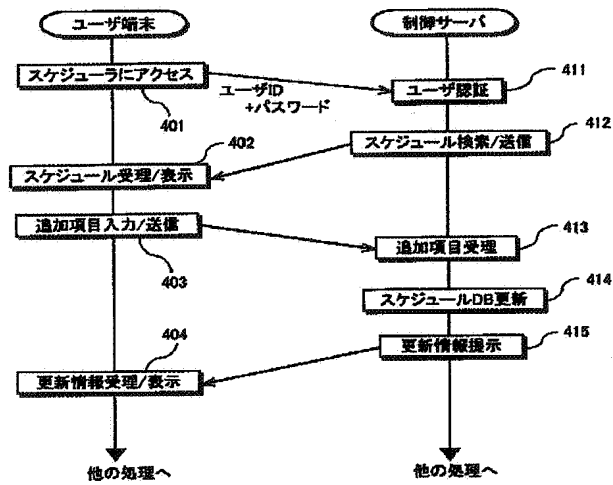 ユーザ端末
制御サーバ
スケジューラにアクセス
401
ユーザID
+パスワード
ユーザ認証
411
402
スケジュール検索/送信
412
スケジュール受理/表示
追加項目入力/送信
403
追加項目受理
413
スケジュールDB更新
414
404
更新情報提示
415
更新情報受理/表示
他の処理へ
他の処理へ